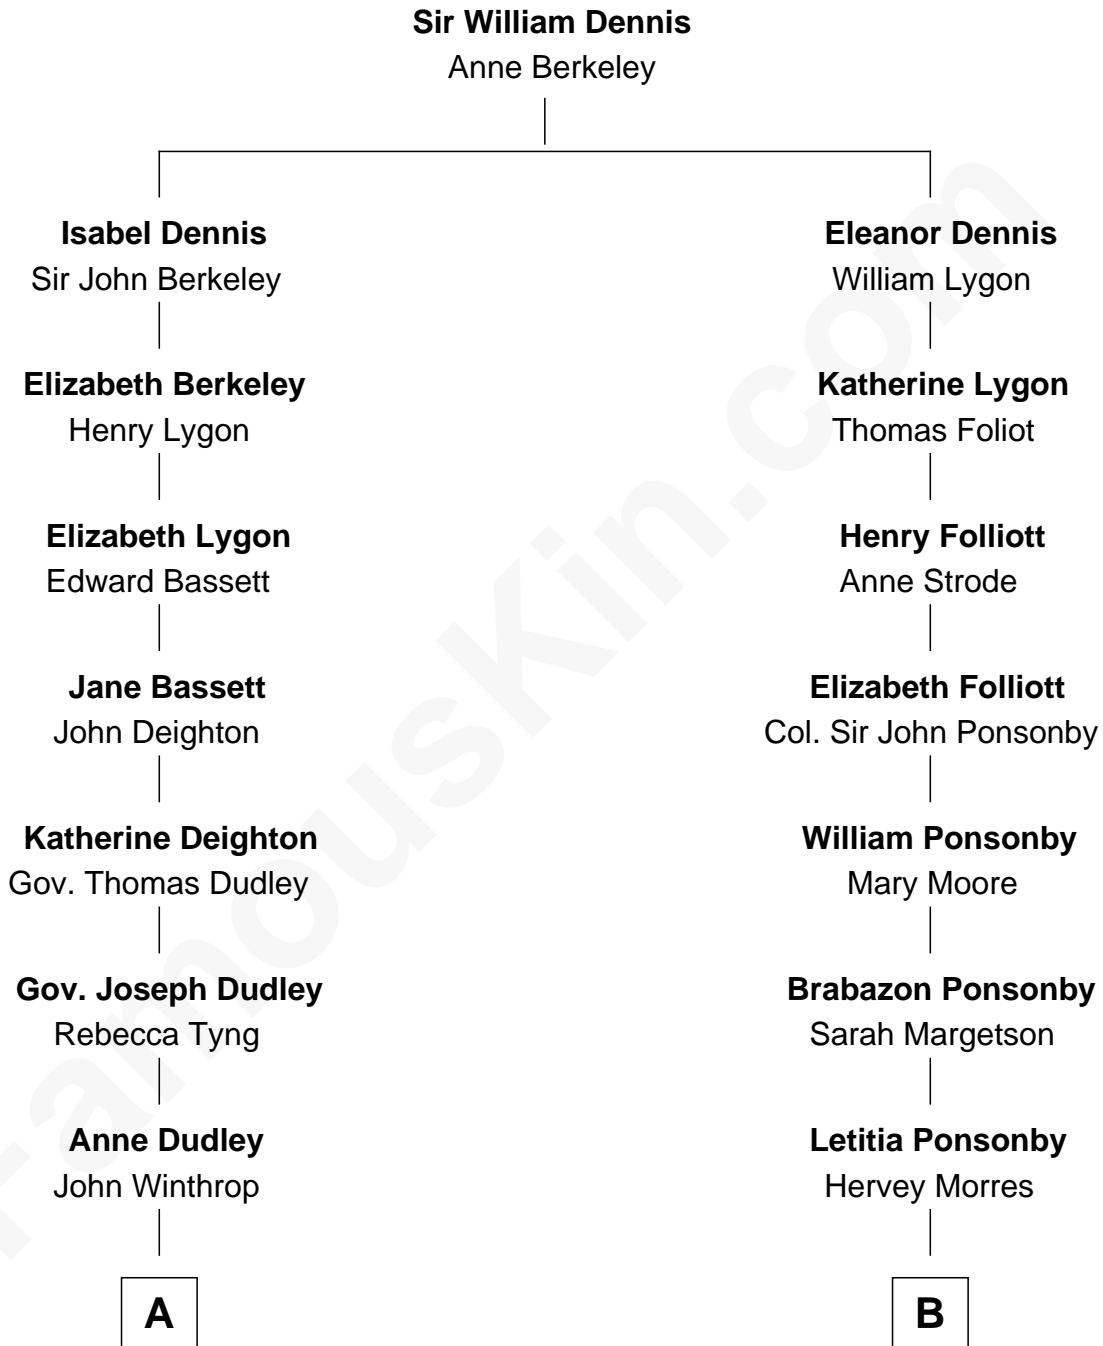 Sir William Dennis
Anne Berkeley
Isabel Dennis
Sir John Berkeley
Elizabeth Berkeley
Henry Lygon
Elizabeth Lygon
Edward Bassett
Jane Bassett
John Deighton
Katherine Deighton
Gov. Thomas Dudley
Gov. Joseph Dudley
Rebecca Tyng
Anne Dudley
John Winthrop
A
Eleanor Dennis
William Lygon
Katherine Lygon
Thomas Foliot
Henry Folliott
Anne Strode
Elizabeth Folliott
Col. Sir John Ponsonby
William Ponsonby
Mary Moore
Brabazon Ponsonby
Sarah Margetson
Letitia Ponsonby
Hervey Morres
B
FamousKin.com